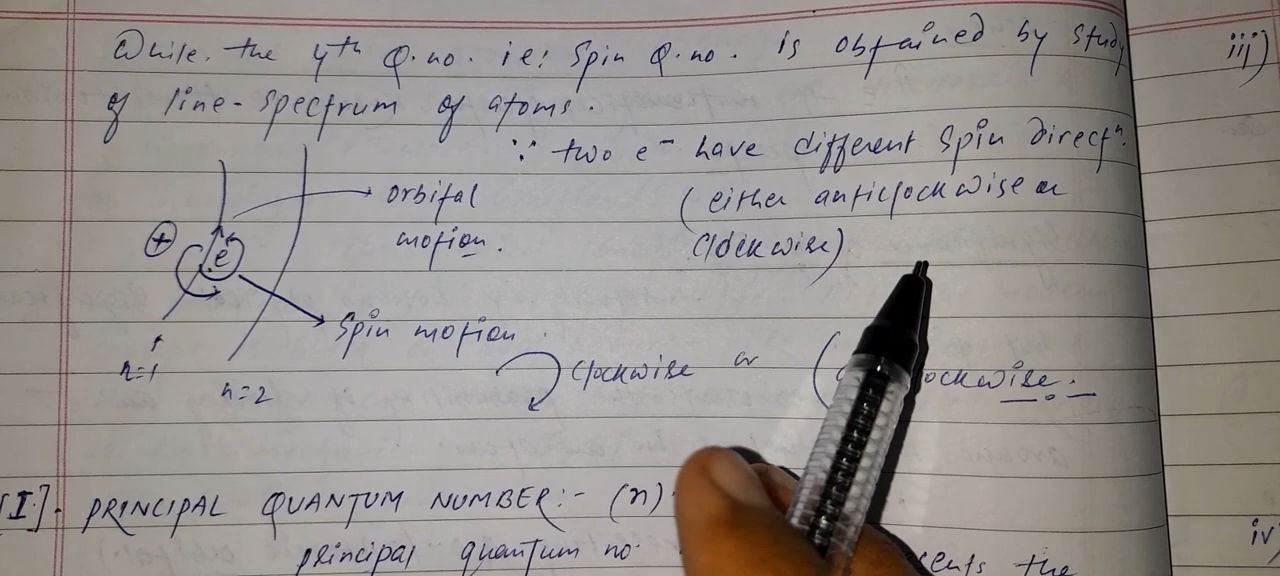 While. the 4th Q.no. ie: Spin Q.no. is obtained by study
of line-spectrum of atoms.
∵ two e⁻ have different spin directⁿ.
(either anticlockwise or
clockwise).
orbital
motion.
+
e⁻
spin motion.
n=1
n=2
clockwise or
ockwise.
[I]. PRINCIPAL QUANTUM NUMBER:- (n)
principal quantum no.
ents the
iii)
iv)